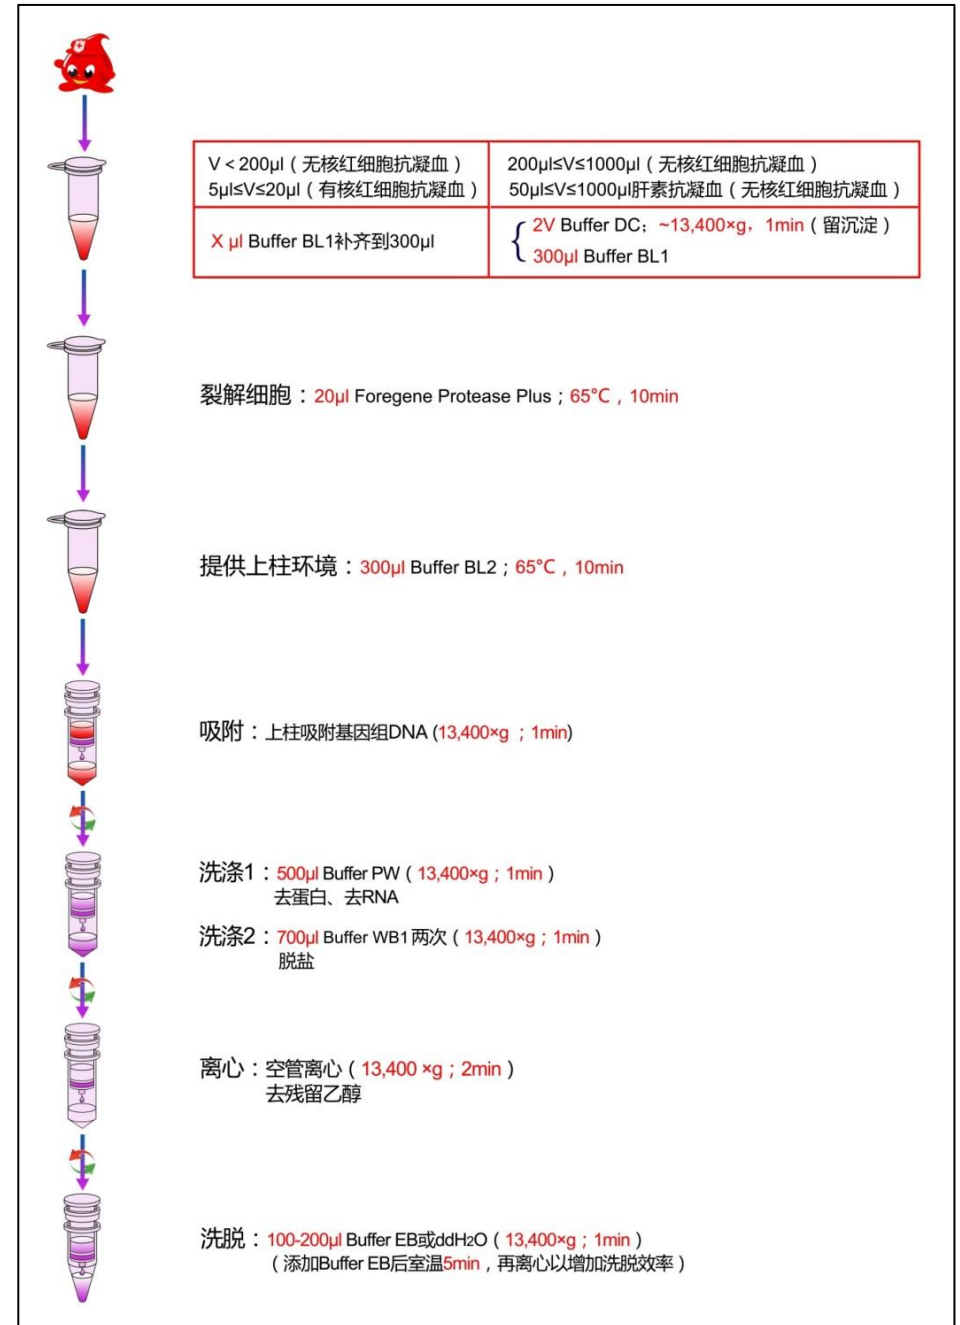 V＜200μl（无核红细胞抗凝血）
5μl≤V≤20μl（有核红细胞抗凝血）
200μl≤V≤1000μl（无核红细胞抗凝血）
50μl≤V≤1000μl肝素抗凝血（无核红细胞抗凝血）
X μl Buffer BL1补齐到300μl
2V Buffer DC；~13,400×g，1min（留沉淀）
300μl Buffer BL1
裂解细胞：20μl Foregene Protease Plus；65°C，10min
提供上柱环境：300μl Buffer BL2；65°C，10min
吸附：上柱吸附基因组DNA (13,400×g ；1min)
洗涤1：500μl Buffer PW（13,400×g；1min）
去蛋白、去RNA
洗涤2：700μl Buffer WB1 两次（13,400×g；1min）
脱盐
离心：空管离心（13,400 ×g；2min）
去残留乙醇
洗脱：100-200μl Buffer EB或ddH2O（13,400×g；1min）
（添加Buffer EB后室温5min，再离心以增加洗脱效率）